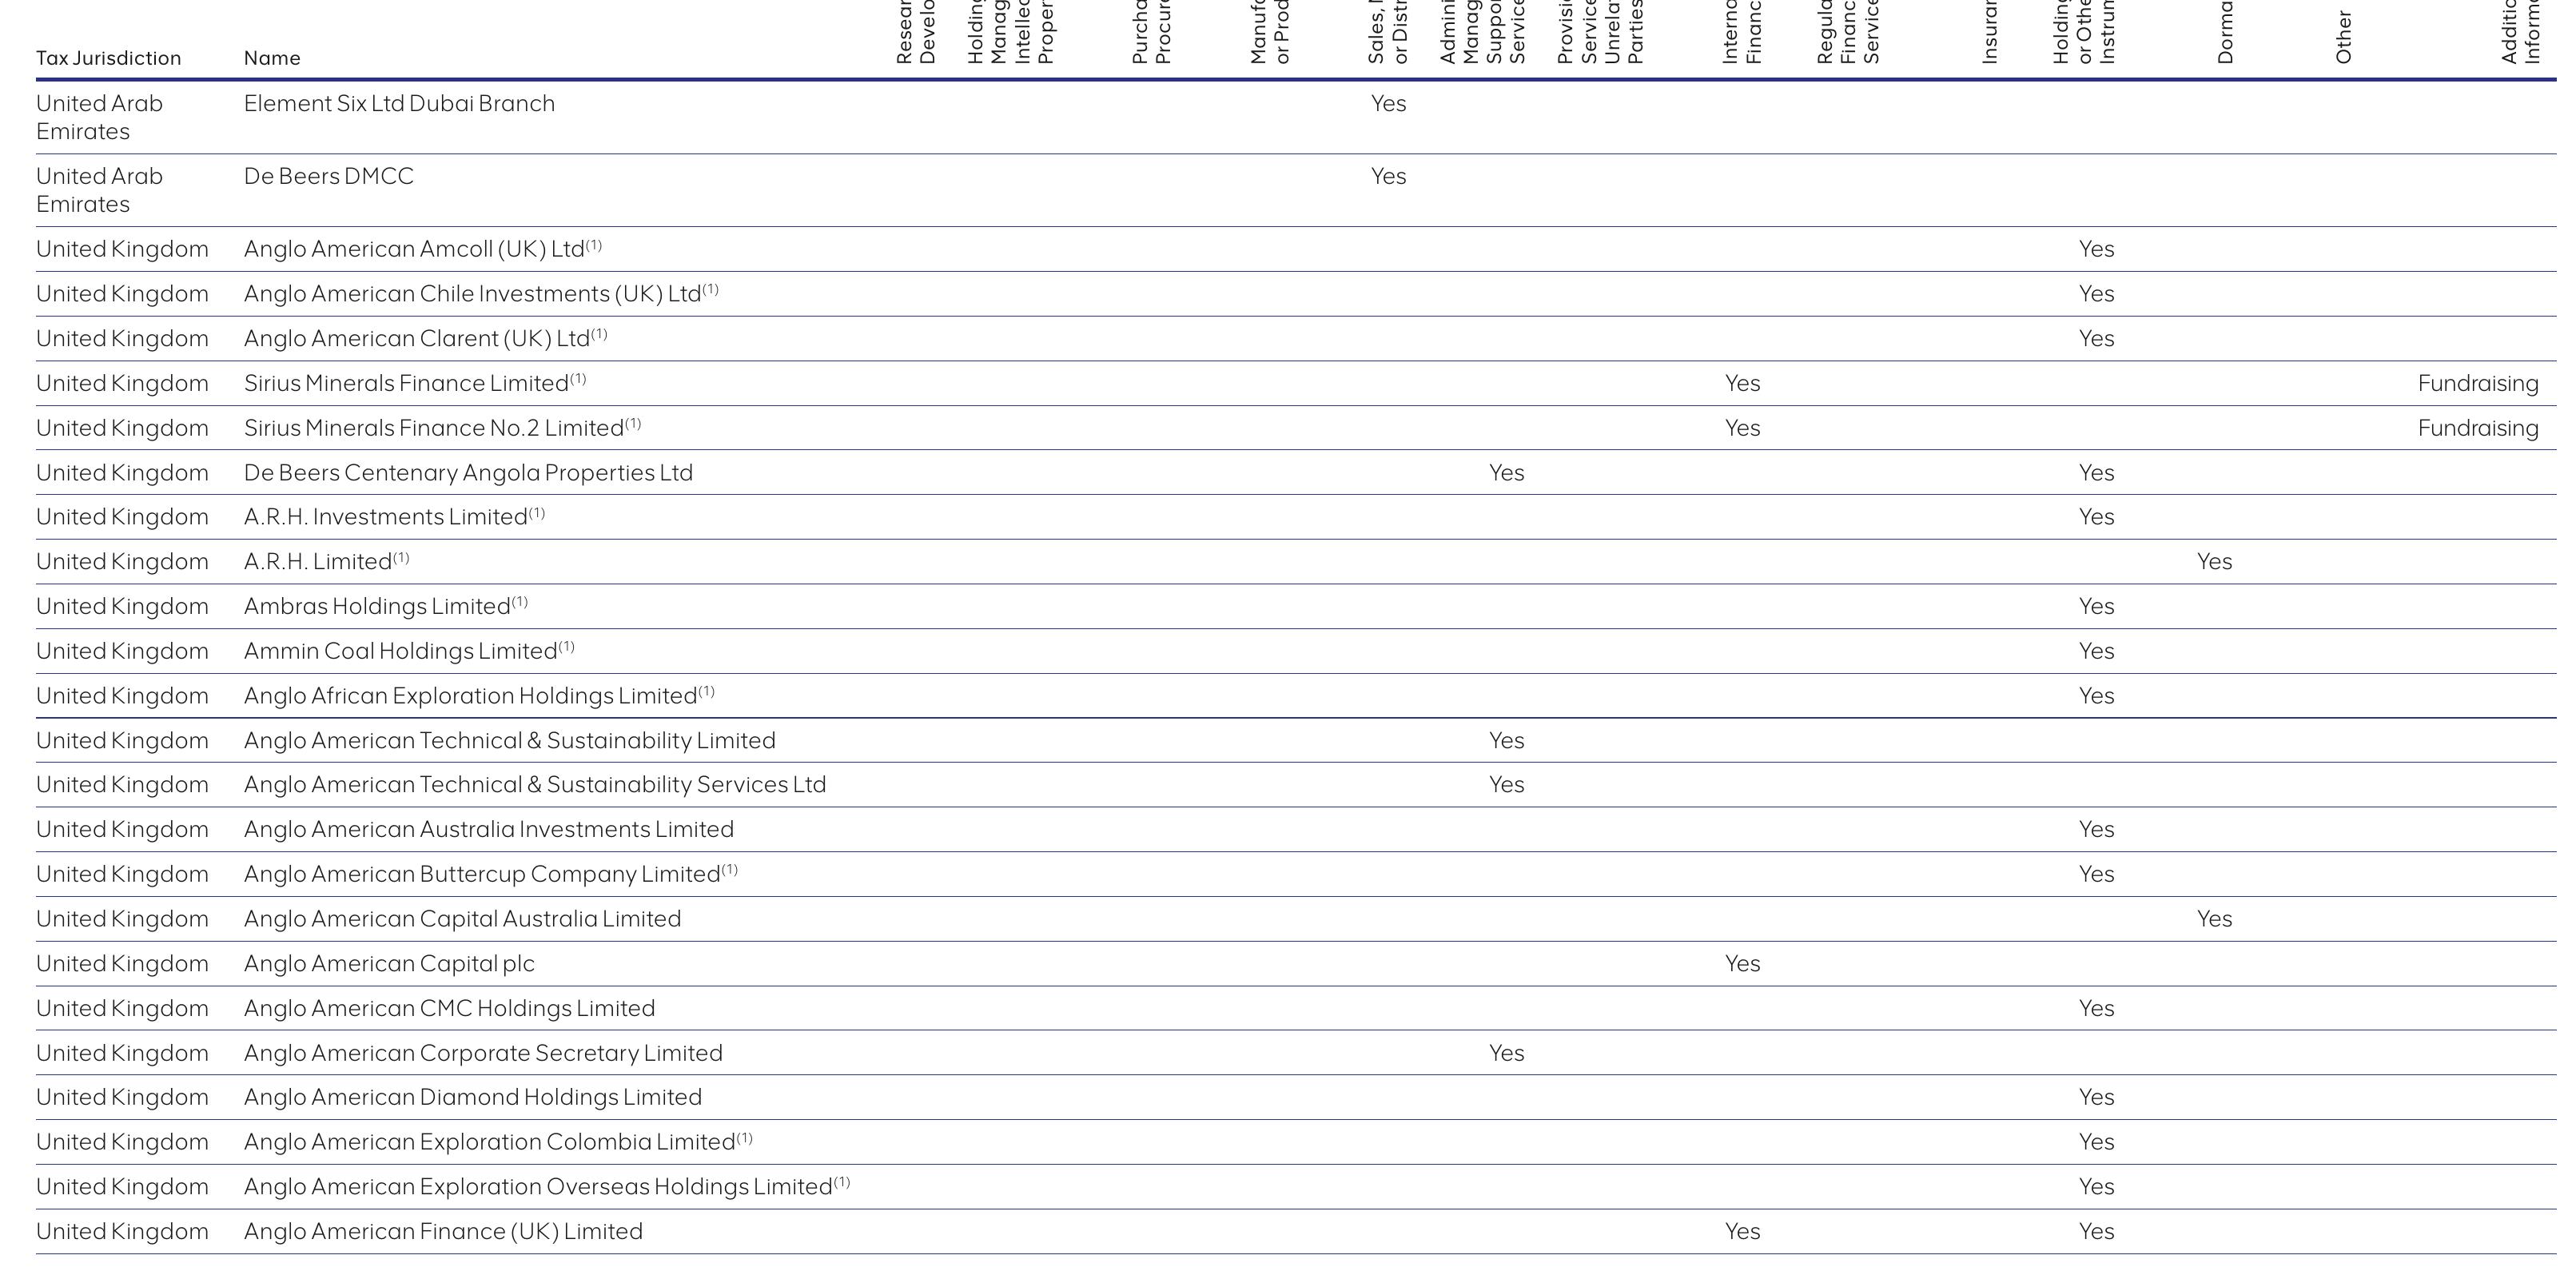 Tax Jurisdiction Name
Resear
Develo
Holding
Manag
Intellec
Proper
Purcha
Procure
Manufa
or Prod
Sales,
or Distr
Admini
Manag
Suppor
Service
Provisi
Service
Unrela
Parties
Interna
Financ
Regula
Financ
Service
Insuran
Holding
or Othe
Instrum
Dorma
Other
Additio
Inform
United Arab Emirates Element Six Ltd Dubai Branch Yes
United Arab Emirates De Beers DMCC Yes
United Kingdom Anglo American Amcoll (UK) Ltd(1) Yes
United Kingdom Anglo American Chile Investments (UK) Ltd(1) Yes
United Kingdom Anglo American Clarent (UK) Ltd(1) Yes
United Kingdom Sirius Minerals Finance Limited(1) Yes Fundraising
United Kingdom Sirius Minerals Finance No.2 Limited(1) Yes Fundraising
United Kingdom De Beers Centenary Angola Properties Ltd Yes Yes
United Kingdom A.R.H. Investments Limited(1) Yes
United Kingdom A.R.H. Limited(1) Yes
United Kingdom Ambras Holdings Limited(1) Yes
United Kingdom Ammin Coal Holdings Limited(1) Yes
United Kingdom Anglo African Exploration Holdings Limited(1) Yes
United Kingdom Anglo American Technical & Sustainability Limited Yes
United Kingdom Anglo American Technical & Sustainability Services Ltd Yes
United Kingdom Anglo American Australia Investments Limited Yes
United Kingdom Anglo American Buttercup Company Limited(1) Yes
United Kingdom Anglo American Capital Australia Limited Yes
United Kingdom Anglo American Capital plc Yes
United Kingdom Anglo American CMC Holdings Limited Yes
United Kingdom Anglo American Corporate Secretary Limited Yes
United Kingdom Anglo American Diamond Holdings Limited Yes
United Kingdom Anglo American Exploration Colombia Limited(1) Yes
United Kingdom Anglo American Exploration Overseas Holdings Limited(1) Yes
United Kingdom Anglo American Finance (UK) Limited Yes Yes